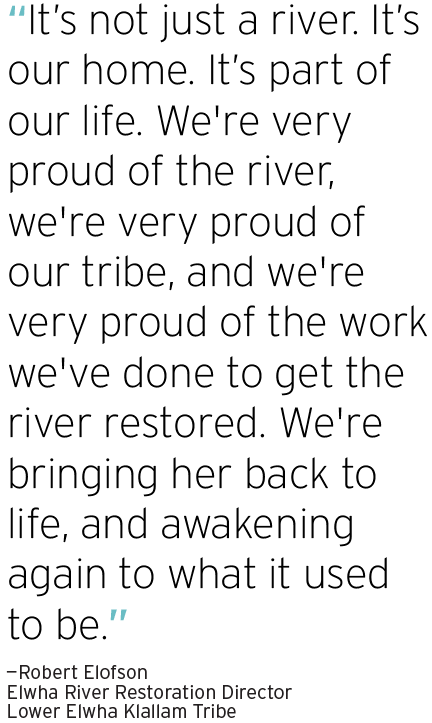 “It’s not just a river. It’s
our home. It’s part of
our life. We're very
proud of the river,
we're very proud of
our tribe, and we're
very proud of the work
we've done to get the
river restored. We're
bringing her back to
life, and awakening
again to what it used
to be.”
—Robert Elofson
Elwha River Restoration Director
Lower Elwha Klallam Tribe